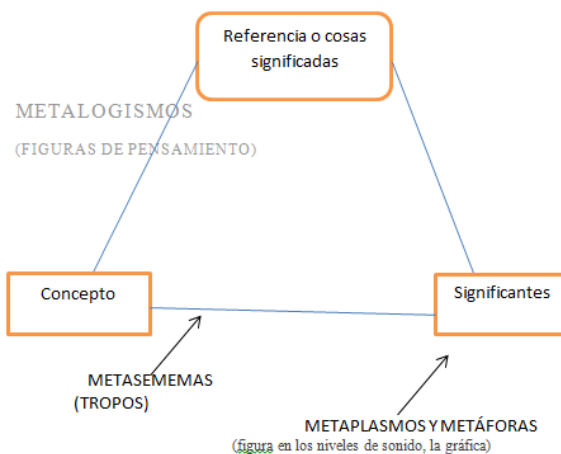 Referencia o cosas
significadas
METALOGISMOS
(FIGURAS DE PENSAMIENTO)
Concepto
Significantes
METASEMEMAS
(TROPOS)
METAPLASMOS Y METÁFORAS
(figura en los niveles de sonido, la gráfica)